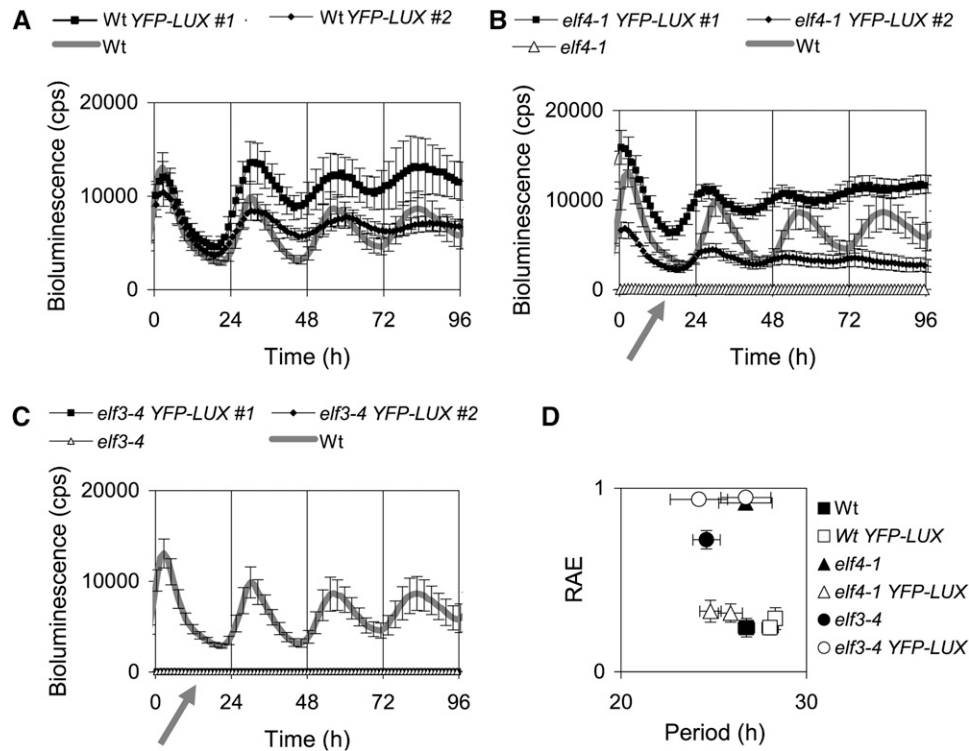 A
Wt YFP-LUX #1
Wt YFP-LUX #2
Wt
Bioluminescence (cps)
20000
10000
0
0 24 48 72 96
Time (h)
B
elf4-1 YFP-LUX #1
elf4-1 YFP-LUX #2
elf4-1
Wt
Bioluminescence (cps)
20000
10000
0
0 24 48 72 96
Time (h)
C
elf3-4 YFP-LUX #1
elf3-4 YFP-LUX #2
elf3-4
Wt
Bioluminescence (cps)
20000
10000
0
0 24 48 72 96
Time (h)
D
RAE
1
0
20 30
Period (h)
Wt
Wt YFP-LUX
elf4-1
elf4-1 YFP-LUX
elf3-4
elf3-4 YFP-LUX